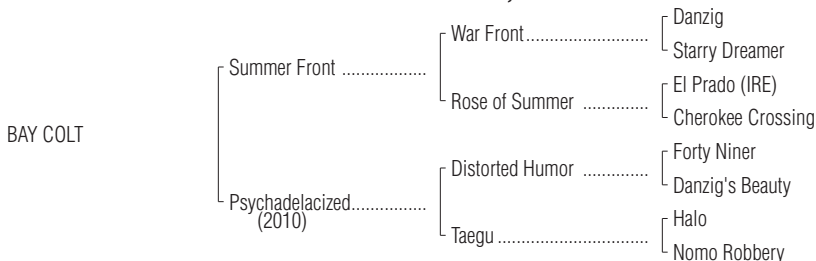 Danzig
War Front..........................
Starry Dreamer
Summer Front ..................
El Prado (IRE)
Rose of Summer ..............
Cherokee Crossing
BAY COLT
Forty Niner
Distorted Humor ..............
Danzig's Beauty
Psychadelacized................
(2010)
Halo
Taegu ................................
Nomo Robbery